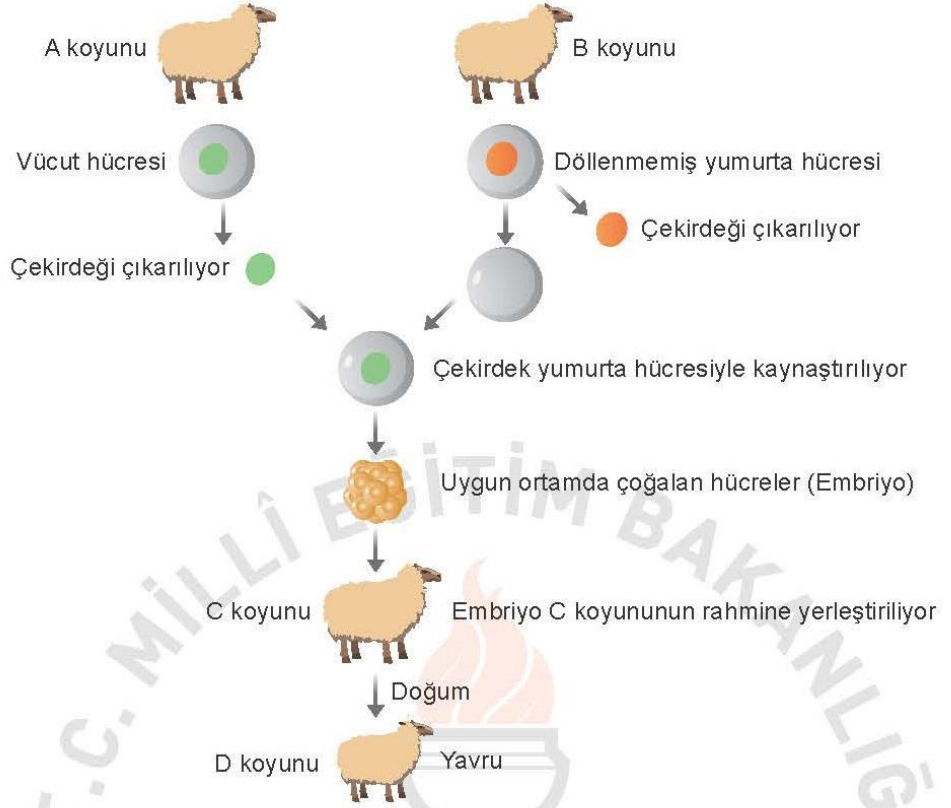 A koyunu
B koyunu
Vücut hücresi
Döllenmemiş yumurta hücresi
Çekirdeği çıkarılıyor
Çekirdeği çıkarılıyor
Çekirdek yumurta hücresiyle kaynaştırılıyor
Uygun ortamda çoğalan hücreler (Embriyo)
C koyunu
Embriyo C koyununun rahmine yerleştiriliyor
Doğum
D koyunu
Yavru
T.C. MİLLÎ EĞİTİM BAKANLIĞ